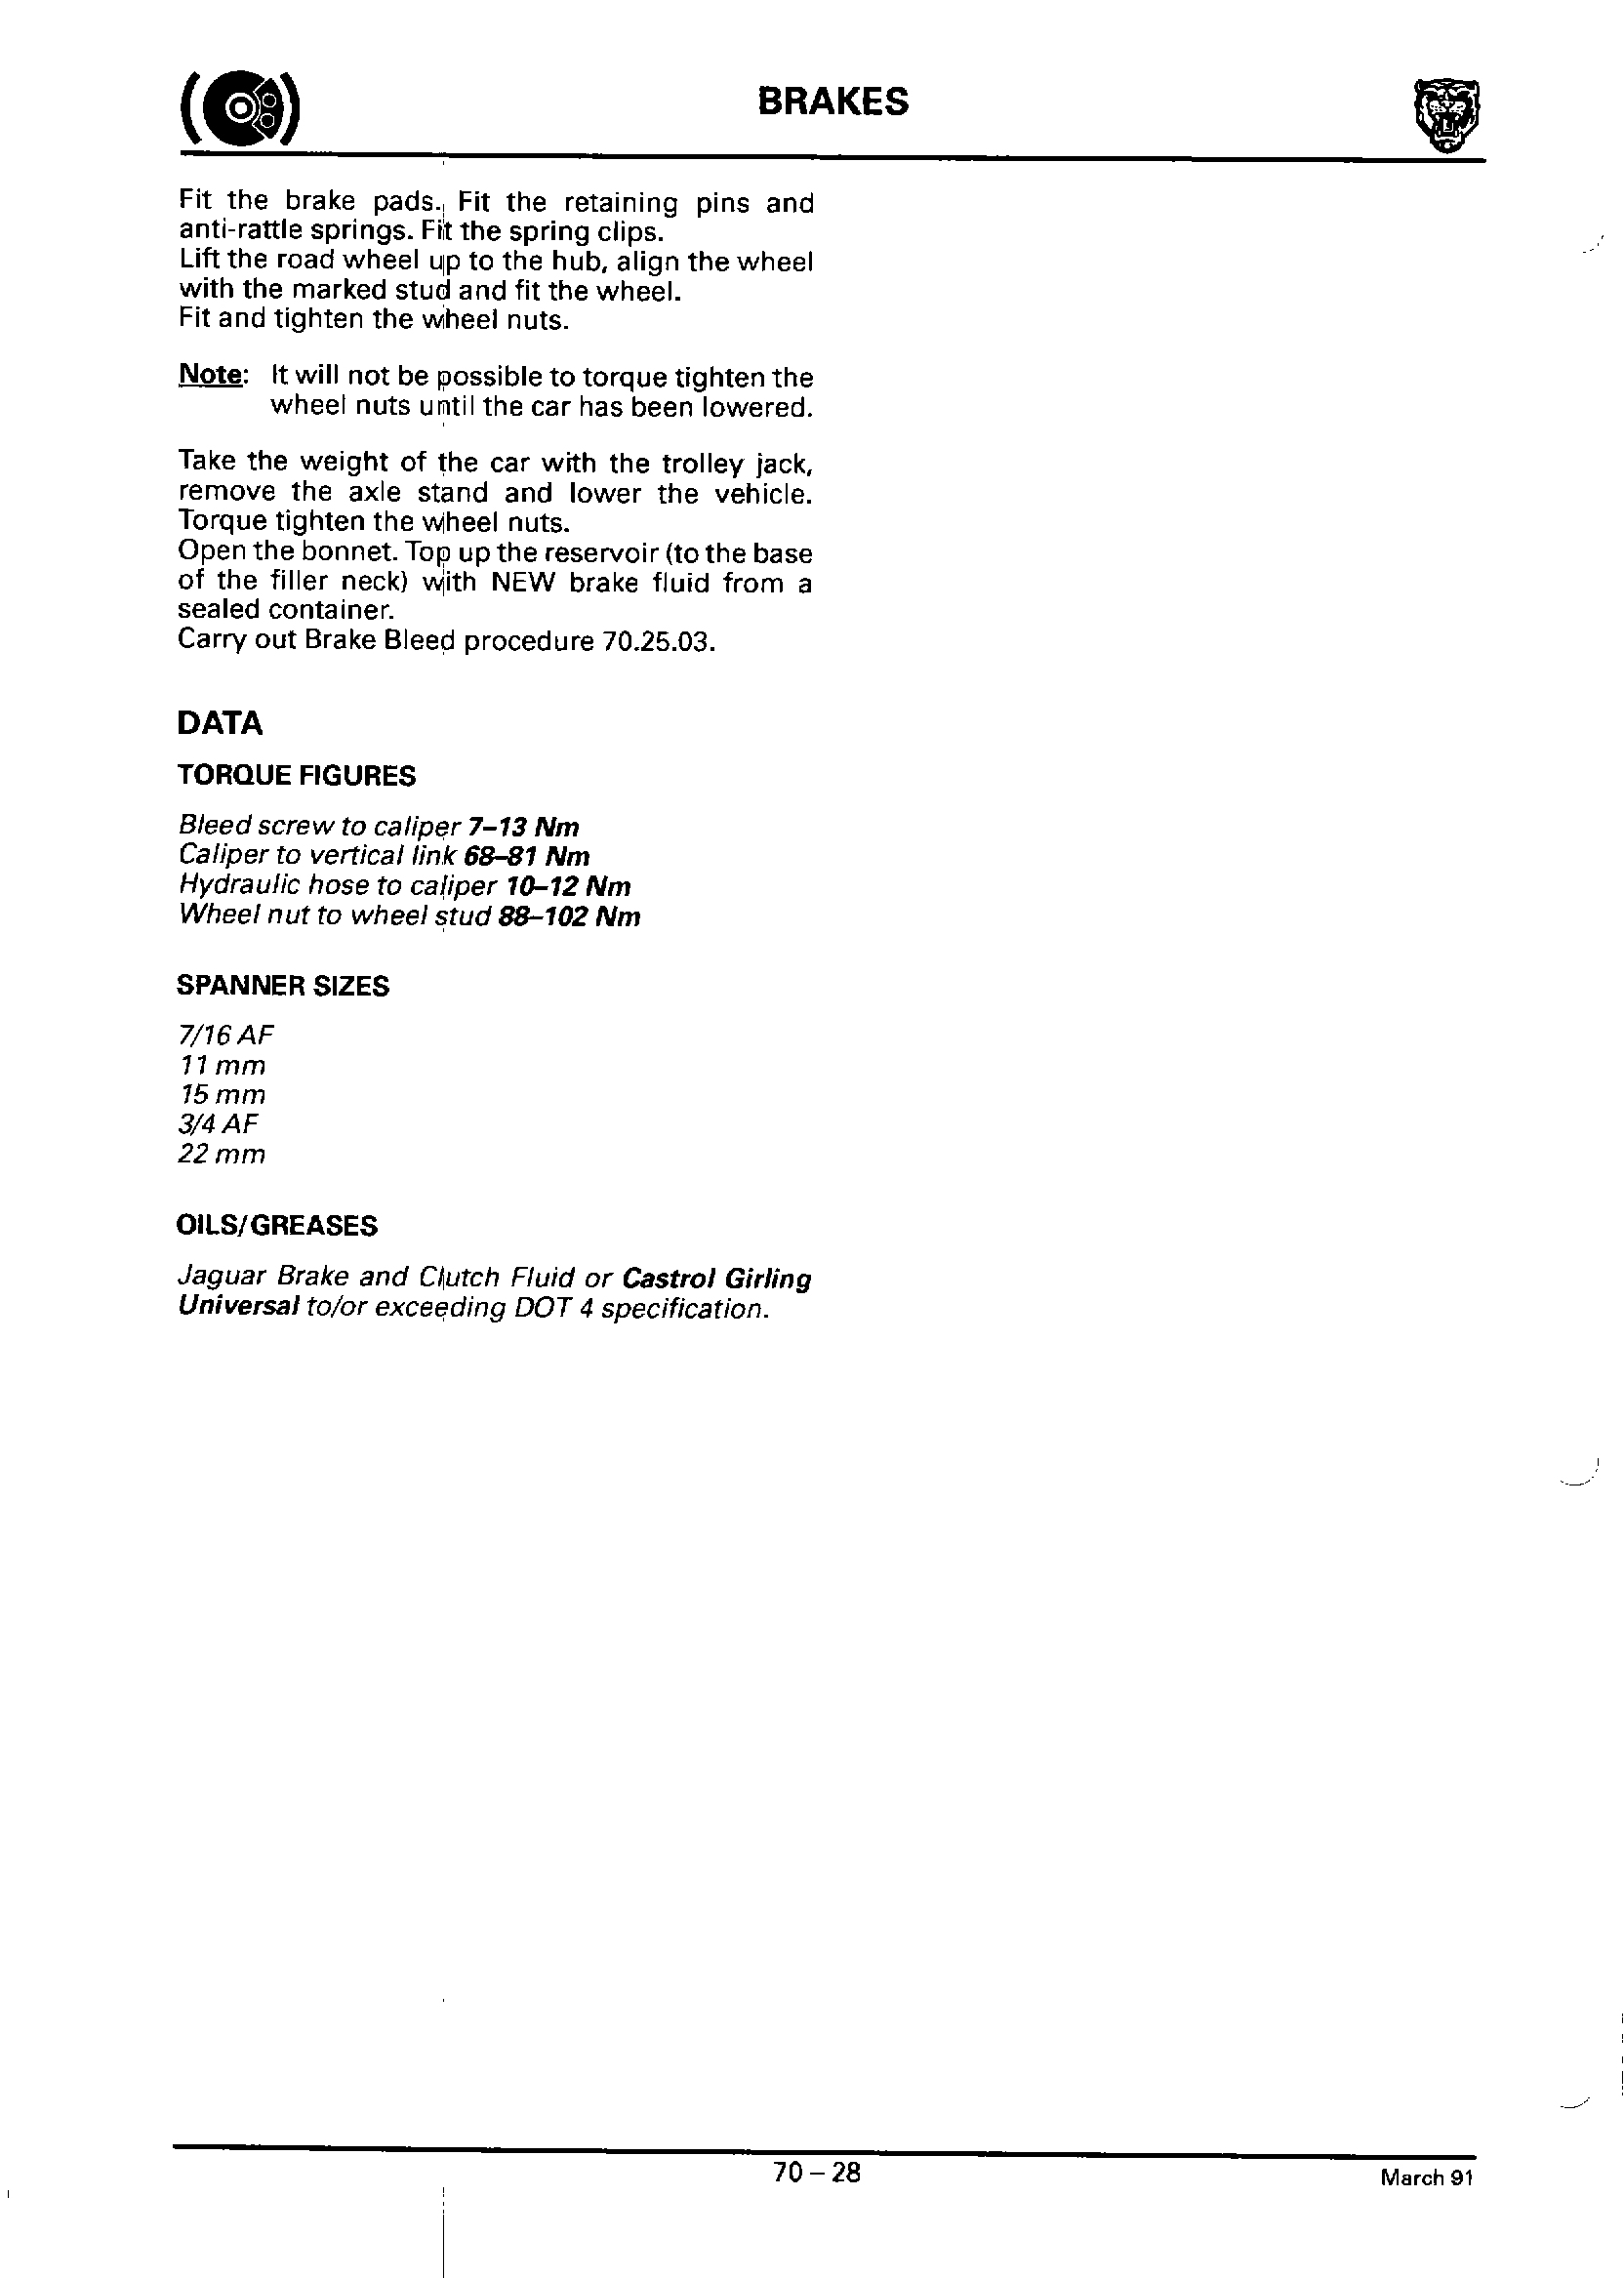 BRAKES
Fit the brake pads. Fit the retaining pins and
anti-rattle springs. Fit the spring clips.
Lift the road wheel up to the hub, align the wheel
with the marked stud and fit the wheel.
Fit and tighten the wheel nuts.
Note: It will not be possible to torque tighten the
wheel nuts until the car has been lowered.
Take the weight of the car with the trolley jack,
remove the axle stand and lower the vehicle.
Torque tighten the wheel nuts.
Open the bonnet. Top up the reservoir (to the base
of the filler neck) with NEW brake fluid from a
sealed container.
Carry out Brake Bleed procedure 70.25.03.
DATA
TORQUE FIGURES
Bleed screw to caliper 7–13 Nm
Caliper to vertical link 68–81 Nm
Hydraulic hose to caliper 10–12 Nm
Wheel nut to wheel stud 88–102 Nm
SPANNER SIZES
7/16 AF
11 mm
15 mm
3/4 AF
22 mm
OILS/GREASES
Jaguar Brake and Clutch Fluid or Castrol Girling
Universal to/or exceeding DOT 4 specification.
70 – 28
March 91